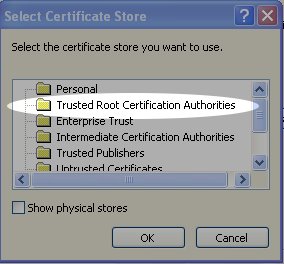 Select Certificate Store
Select the certificate store you want to use.
Personal
Trusted Root Certification Authorities
Enterprise Trust
Intermediate Certification Authorities
Trusted Publishers
Untrusted Certificates
Show physical stores
OK
Cancel